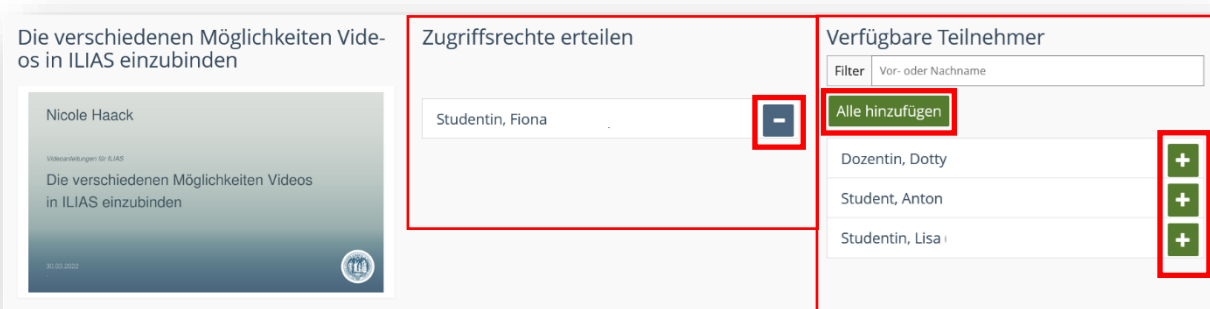 Die verschiedenen Möglichkeiten Vide-
os in ILIAS einzubinden
Nicole Haack
Videoanleitungen für ILIAS
Die verschiedenen Möglichkeiten Videos
in ILIAS einzubinden
30.03.2022
Zugriffsrechte erteilen
Studentin, Fiona
Verfügbare Teilnehmer
Filter Vor- oder Nachname
Alle hinzufügen
Dozentin, Dotty
Student, Anton
Studentin, Lisa